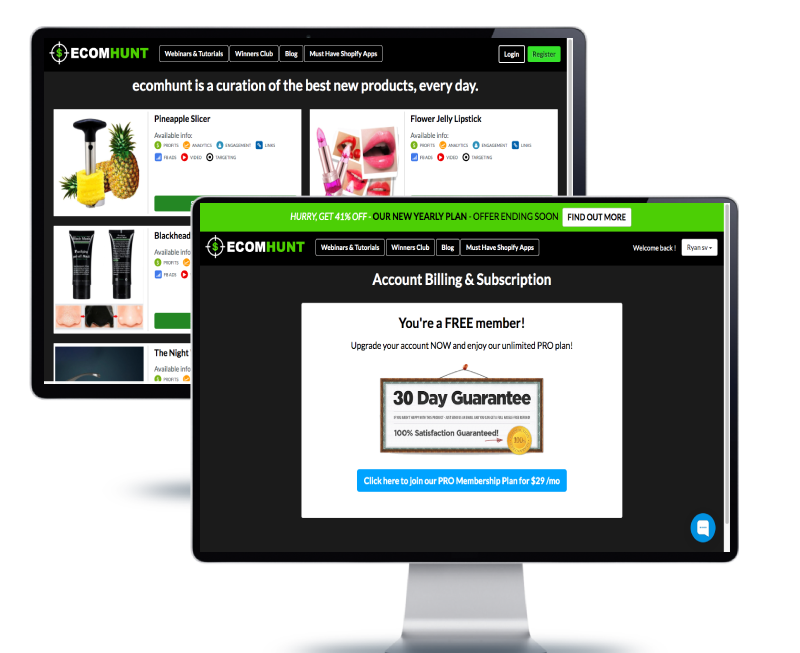 ECOMHUNT
Webinars & Tutorials
Winners Club
Blog
Must Have Shopify Apps
Login
Register
ecomhunt is a curation of the best new products, every day.
Pineapple Slicer
Available info:
PROFITS ANALYTICS ENGAGEMENT LINKS
FB ADS VIDEO TARGETING
Flower Jelly Lipstick
Available info:
PROFITS ANALYTICS ENGAGEMENT LINKS
FB ADS VIDEO TARGETING
Blackhead
Available info
PROFITS
FB ADS
The Night
Available info:
PROFITS
HURRY, GET 41% OFF - OUR NEW YEARLY PLAN - OFFER ENDING SOON FIND OUT MORE
ECOMHUNT
Webinars & Tutorials
Winners Club
Blog
Must Have Shopify Apps
Welcome back !
Ryan sv
Account Billing & Subscription
You're a FREE member!
Upgrade your account NOW and enjoy our unlimited PRO plan!
30 Day Guarantee
100% Satisfaction Guaranteed!
100%
Click here to join our PRO Membership Plan for $29 /mo